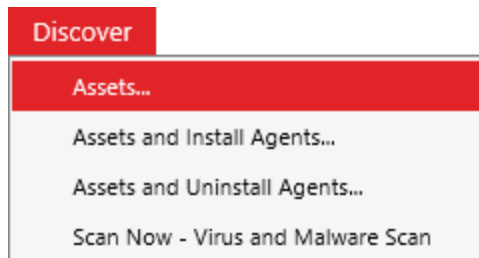 Discover
Assets...
Assets and Install Agents...
Assets and Uninstall Agents...
Scan Now - Virus and Malware Scan